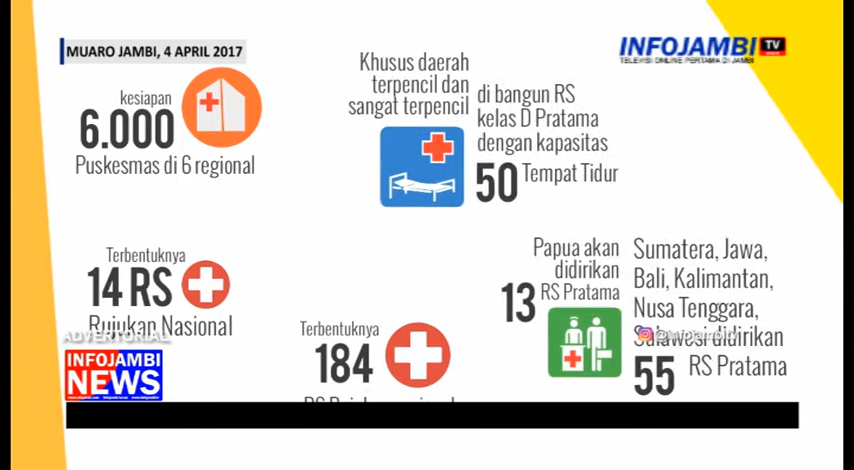 MUARO JAMBI, 4 APRIL 2017
INFOJAMBI TV
TELEVISI ONLINE PERTAMA DI JAMBI
kesiapan
6.000
Puskesmas di 6 regional
Khusus daerah
terpencil dan
sangat terpencil
di bangun RS
kelas D Pratama
dengan kapasitas
50 Tempat Tidur
Terbentuknya
14 RS
Rujukan Nasional
Terbentuknya
184
Papua akan
didirikan
13 RS Pratama
Sumatera, Jawa,
Bali, Kalimantan,
Nusa Tenggara,
Sulawesi didirikan
55 RS Pratama
ADVERTORIAL
INFOJAMBI
NEWS